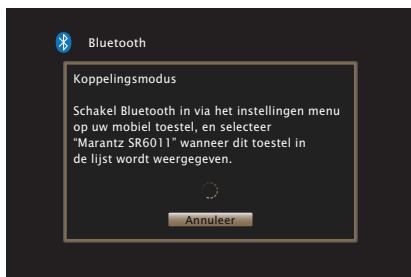 Bluetooth
Koppelingsmodus
Schakel Bluetooth in via het instellingen menu
op uw mobiel toestel, en selecteer
“Marantz SR6011” wanneer dit toestel in
de lijst wordt weergegeven.
Annuleer